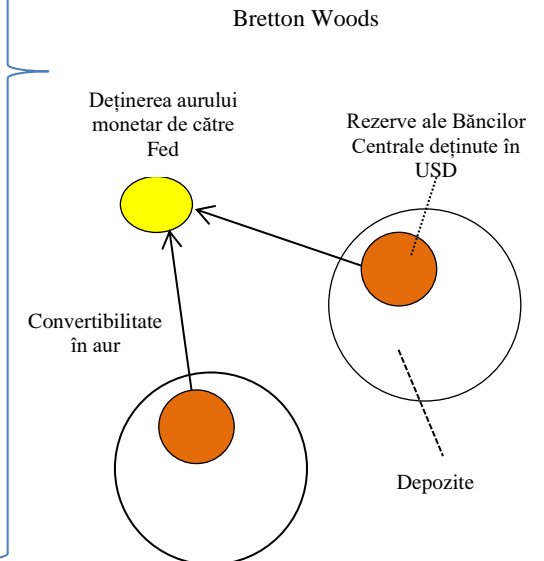 Bretton Woods
Deținerea aurului
monetar de către
Fed
Rezerve ale Băncilor
Centrale deținute în
USD
Convertibilitate
în aur
Depozite